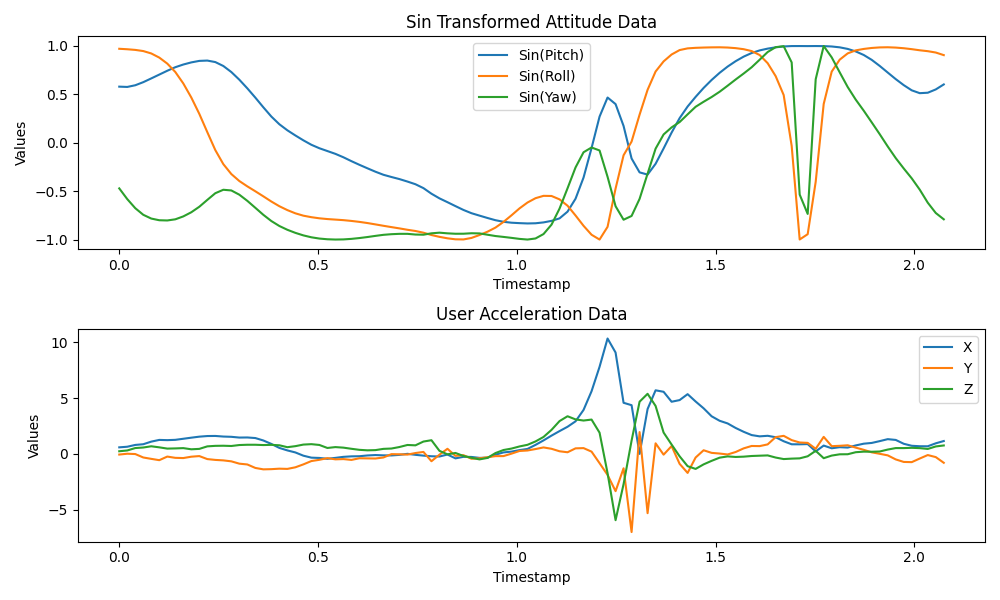 Sin Transformed Attitude Data
Values
1.0
0.5
0.0
−0.5
−1.0
Sin(Pitch)
Sin(Roll)
Sin(Yaw)
0.0 0.5 1.0 1.5 2.0
Timestamp
User Acceleration Data
Values
10
5
0
−5
X
Y
Z
0.0 0.5 1.0 1.5 2.0
Timestamp